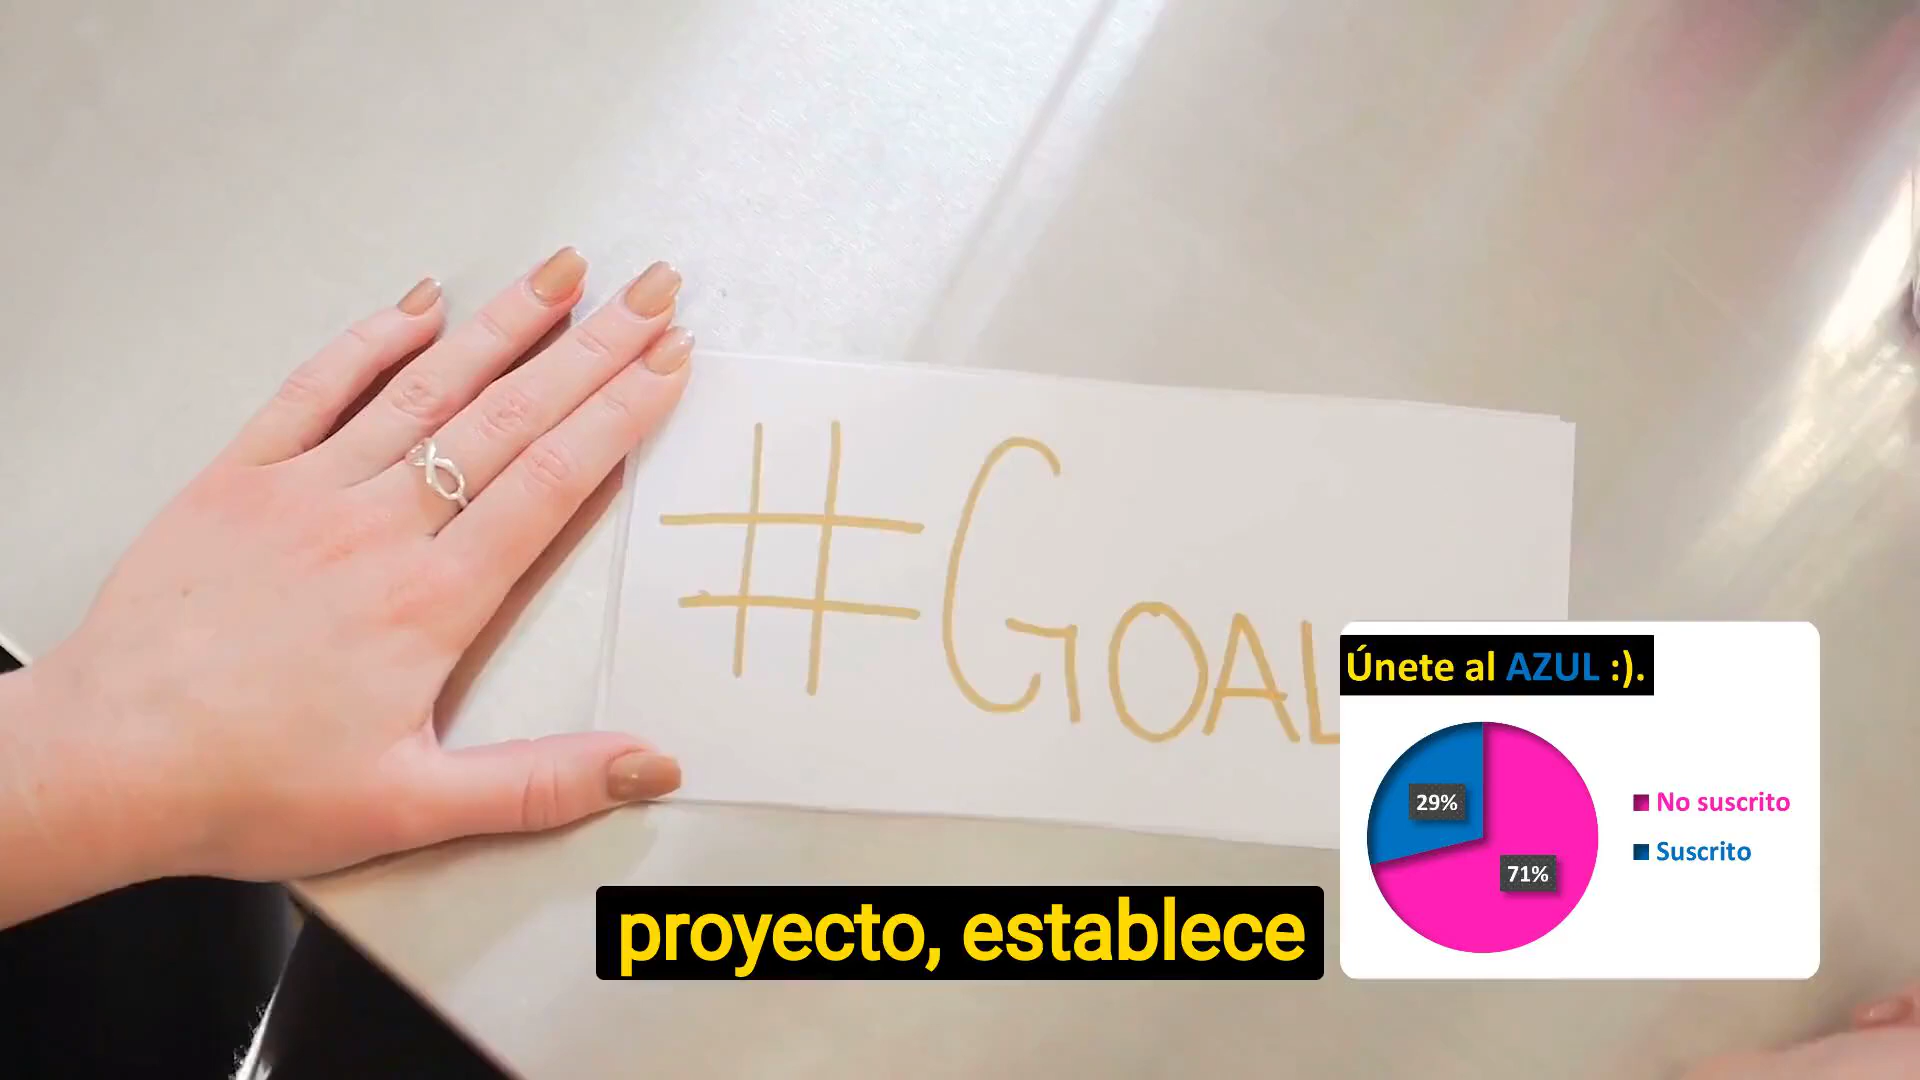 #GOAL
Únete al AZUL :).
29%
71%
No suscrito
Suscrito
proyecto, establece